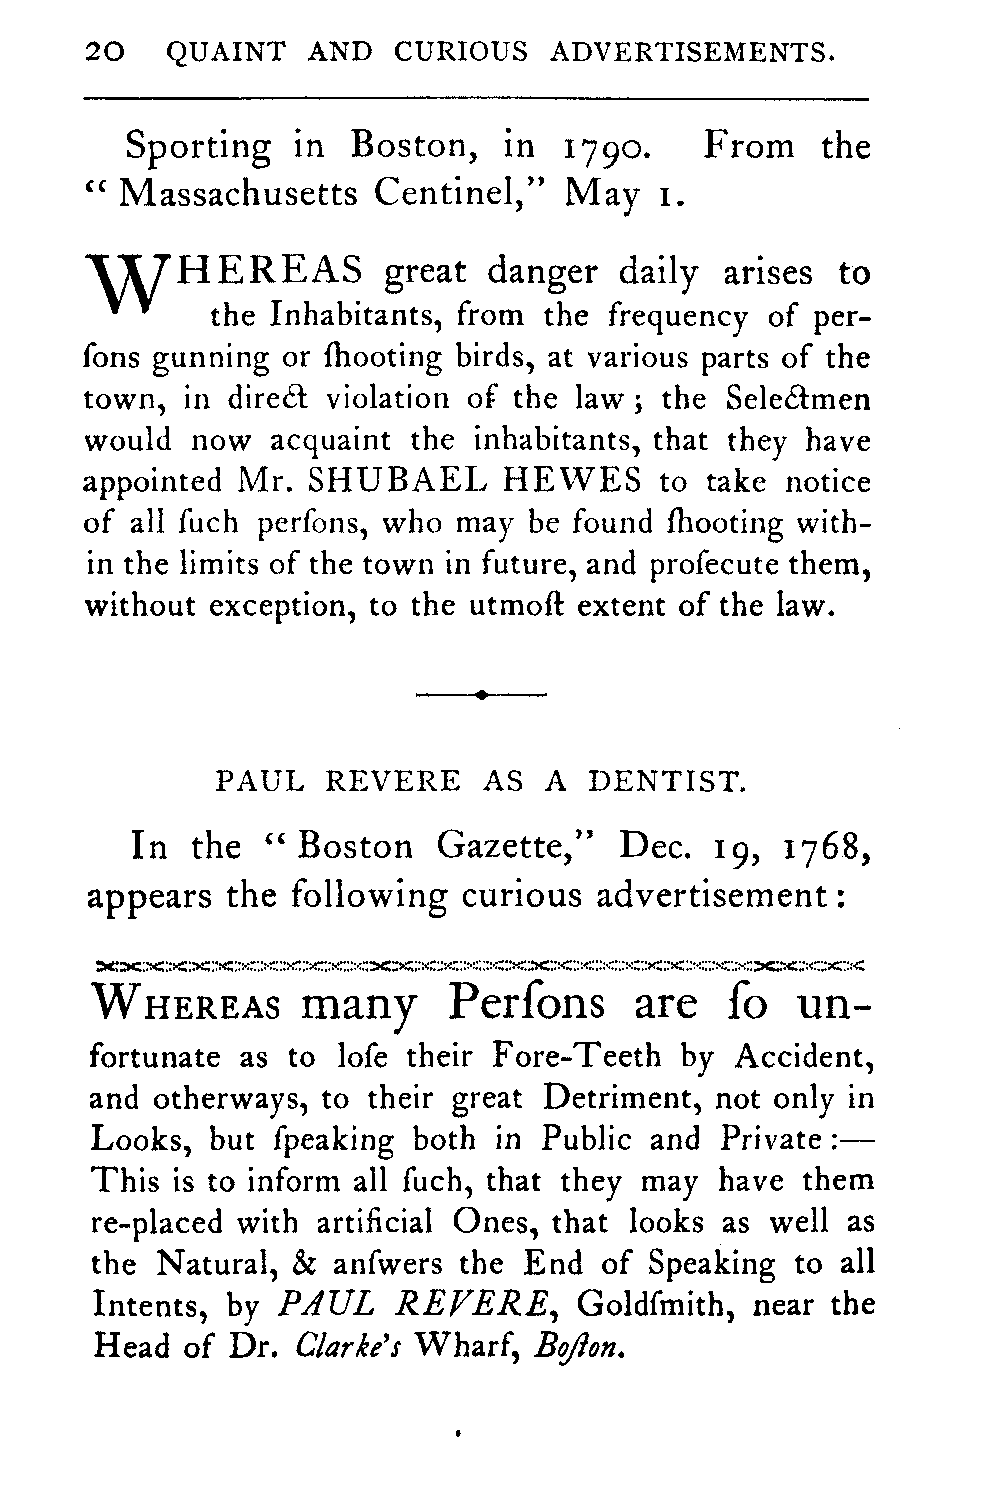 20 QUAINT AND CURIOUS ADVERTISEMENTS.
Sporting in Boston, in 1790. From the
“ Massachusetts Centinel,” May 1.
WHEREAS great danger daily arises to
the Inhabitants, from the frequency of per-
ſons gunning or ſhooting birds, at various parts of the
town, in direct violation of the law ; the Selectmen
would now acquaint the inhabitants, that they have
appointed Mr. SHUBAEL HEWES to take notice
of all ſuch perſons, who may be found ſhooting with-
in the limits of the town in future, and proſecute them,
without exception, to the utmoſt extent of the law.
PAUL REVERE AS A DENTIST.
In the “ Boston Gazette,” Dec. 19, 1768,
appears the following curious advertisement :
WHEREAS many Perſons are ſo un-
fortunate as to loſe their Fore-Teeth by Accident,
and otherways, to their great Detriment, not only in
Looks, but ſpeaking both in Public and Private :—
This is to inform all ſuch, that they may have them
re-placed with artificial Ones, that looks as well as
the Natural, & anſwers the End of Speaking to all
Intents, by PAUL REVERE, Goldſmith, near the
Head of Dr. Clarke’s Wharf, Boſton.